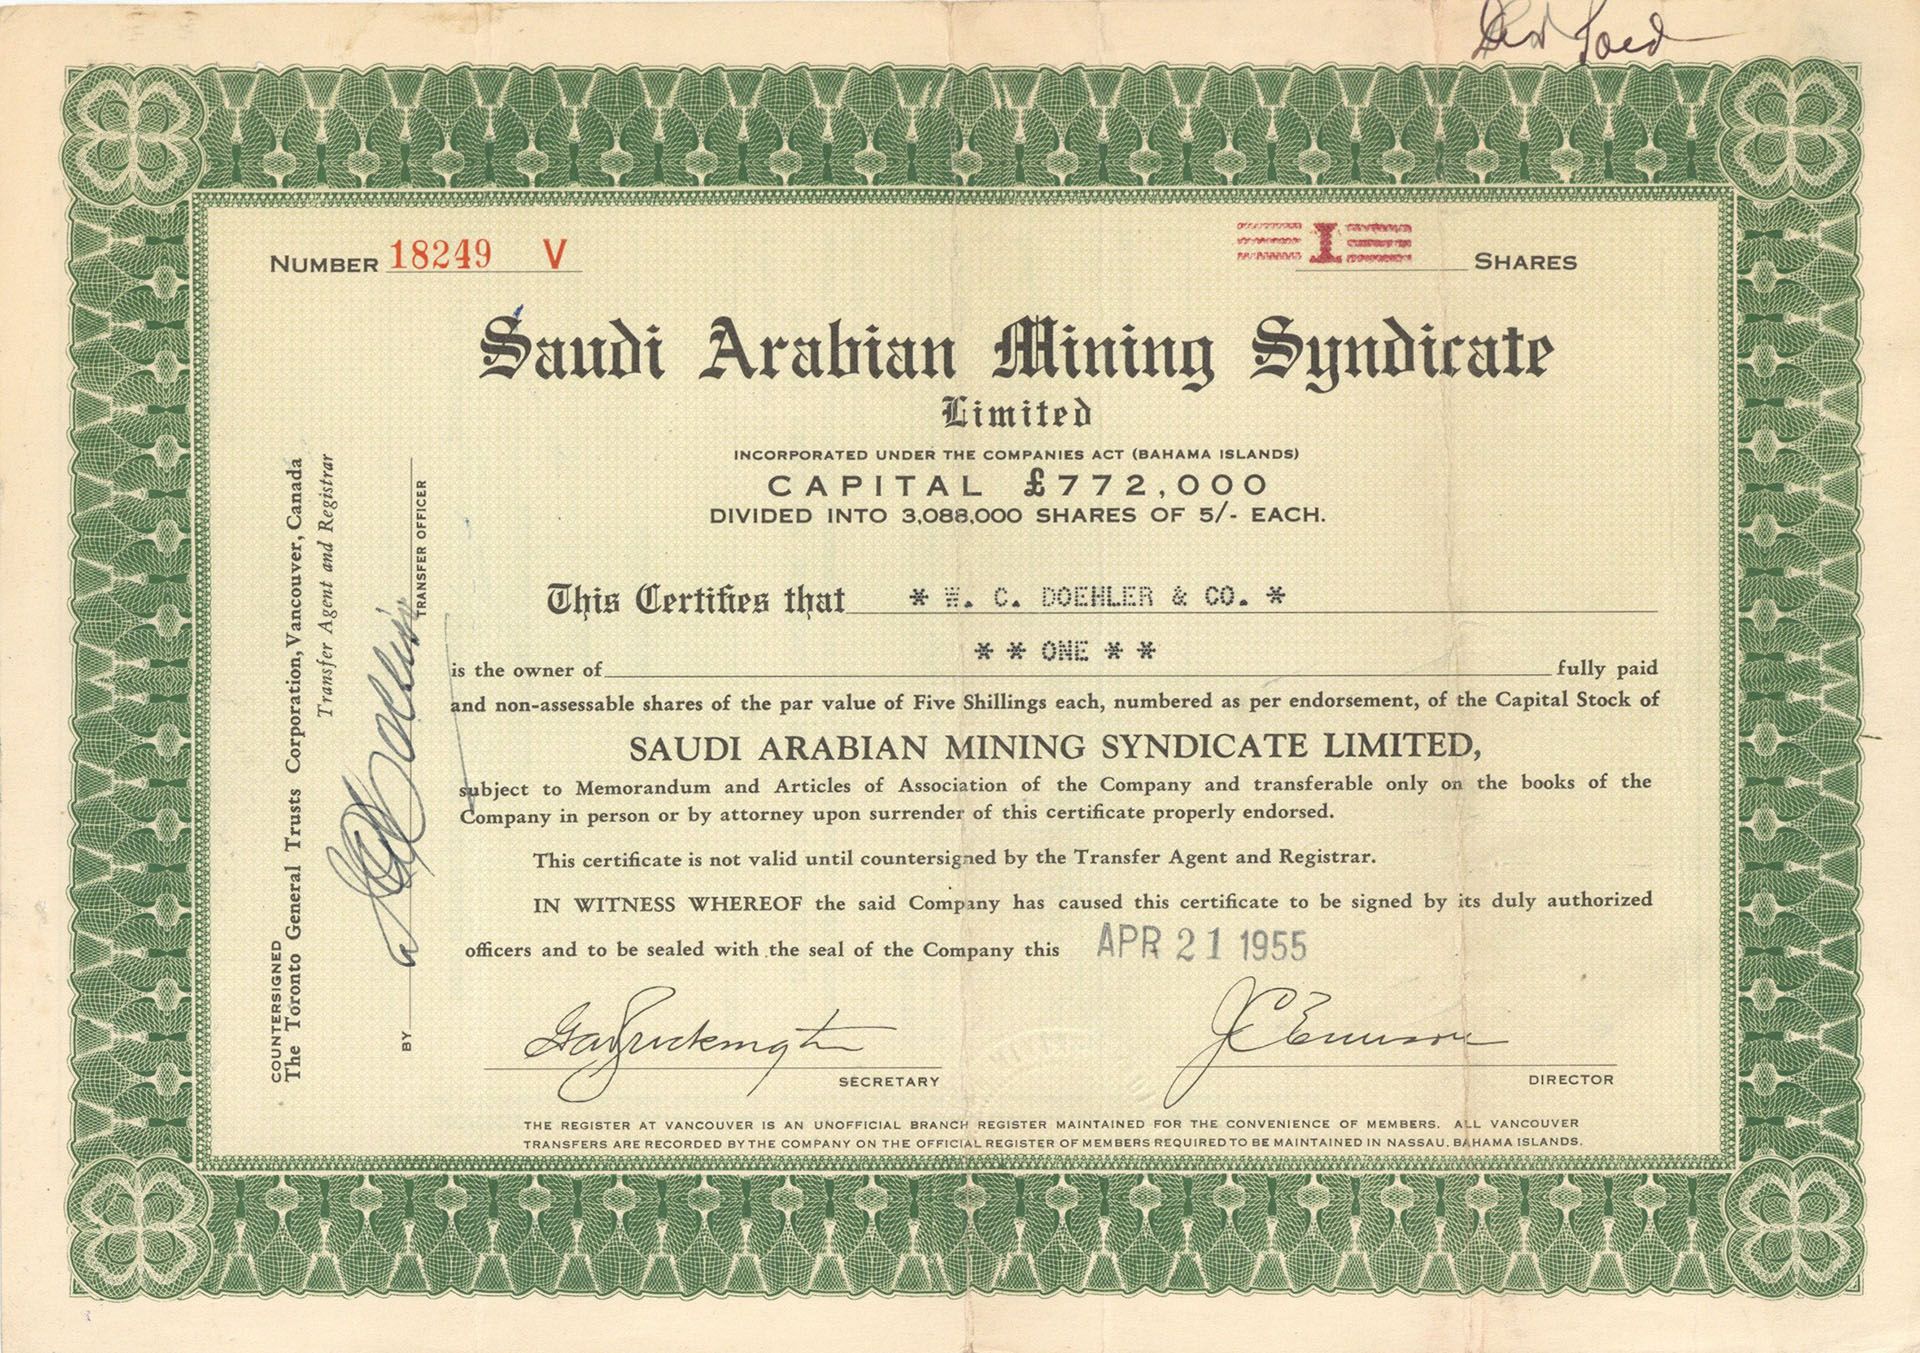 NUMBER 18249 V
1 SHARES
Saudi Arabian Mining Syndicate
Limited
INCORPORATED UNDER THE COMPANIES ACT (BAHAMA ISLANDS)
CAPITAL £772,000
DIVIDED INTO 3,088,000 SHARES OF 5/- EACH.
This Certifies that * W. C. DOEHLER & CO. *
* * ONE * *
is the owner of fully paid
and non-assessable shares of the par value of Five Shillings each, numbered as per endorsement, of the Capital Stock of
SAUDI ARABIAN MINING SYNDICATE LIMITED,
subject to Memorandum and Articles of Association of the Company and transferable only on the books of the
Company in person or by attorney upon surrender of this certificate properly endorsed.
This certificate is not valid until countersigned by the Transfer Agent and Registrar.
IN WITNESS WHEREOF the said Company has caused this certificate to be signed by its duly authorized
officers and to be sealed with the seal of the Company this APR 21 1955
SECRETARY
DIRECTOR
THE REGISTER AT VANCOUVER IS AN UNOFFICIAL BRANCH REGISTER MAINTAINED FOR THE CONVENIENCE OF MEMBERS. ALL VANCOUVER
TRANSFERS ARE RECORDED BY THE COMPANY ON THE OFFICIAL REGISTER OF MEMBERS REQUIRED TO BE MAINTAINED IN NASSAU, BAHAMA ISLANDS.
COUNTERSIGNED
The Toronto General Trusts Corporation, Vancouver, Canada
Transfer Agent and Registrar
BY
TRANSFER OFFICER